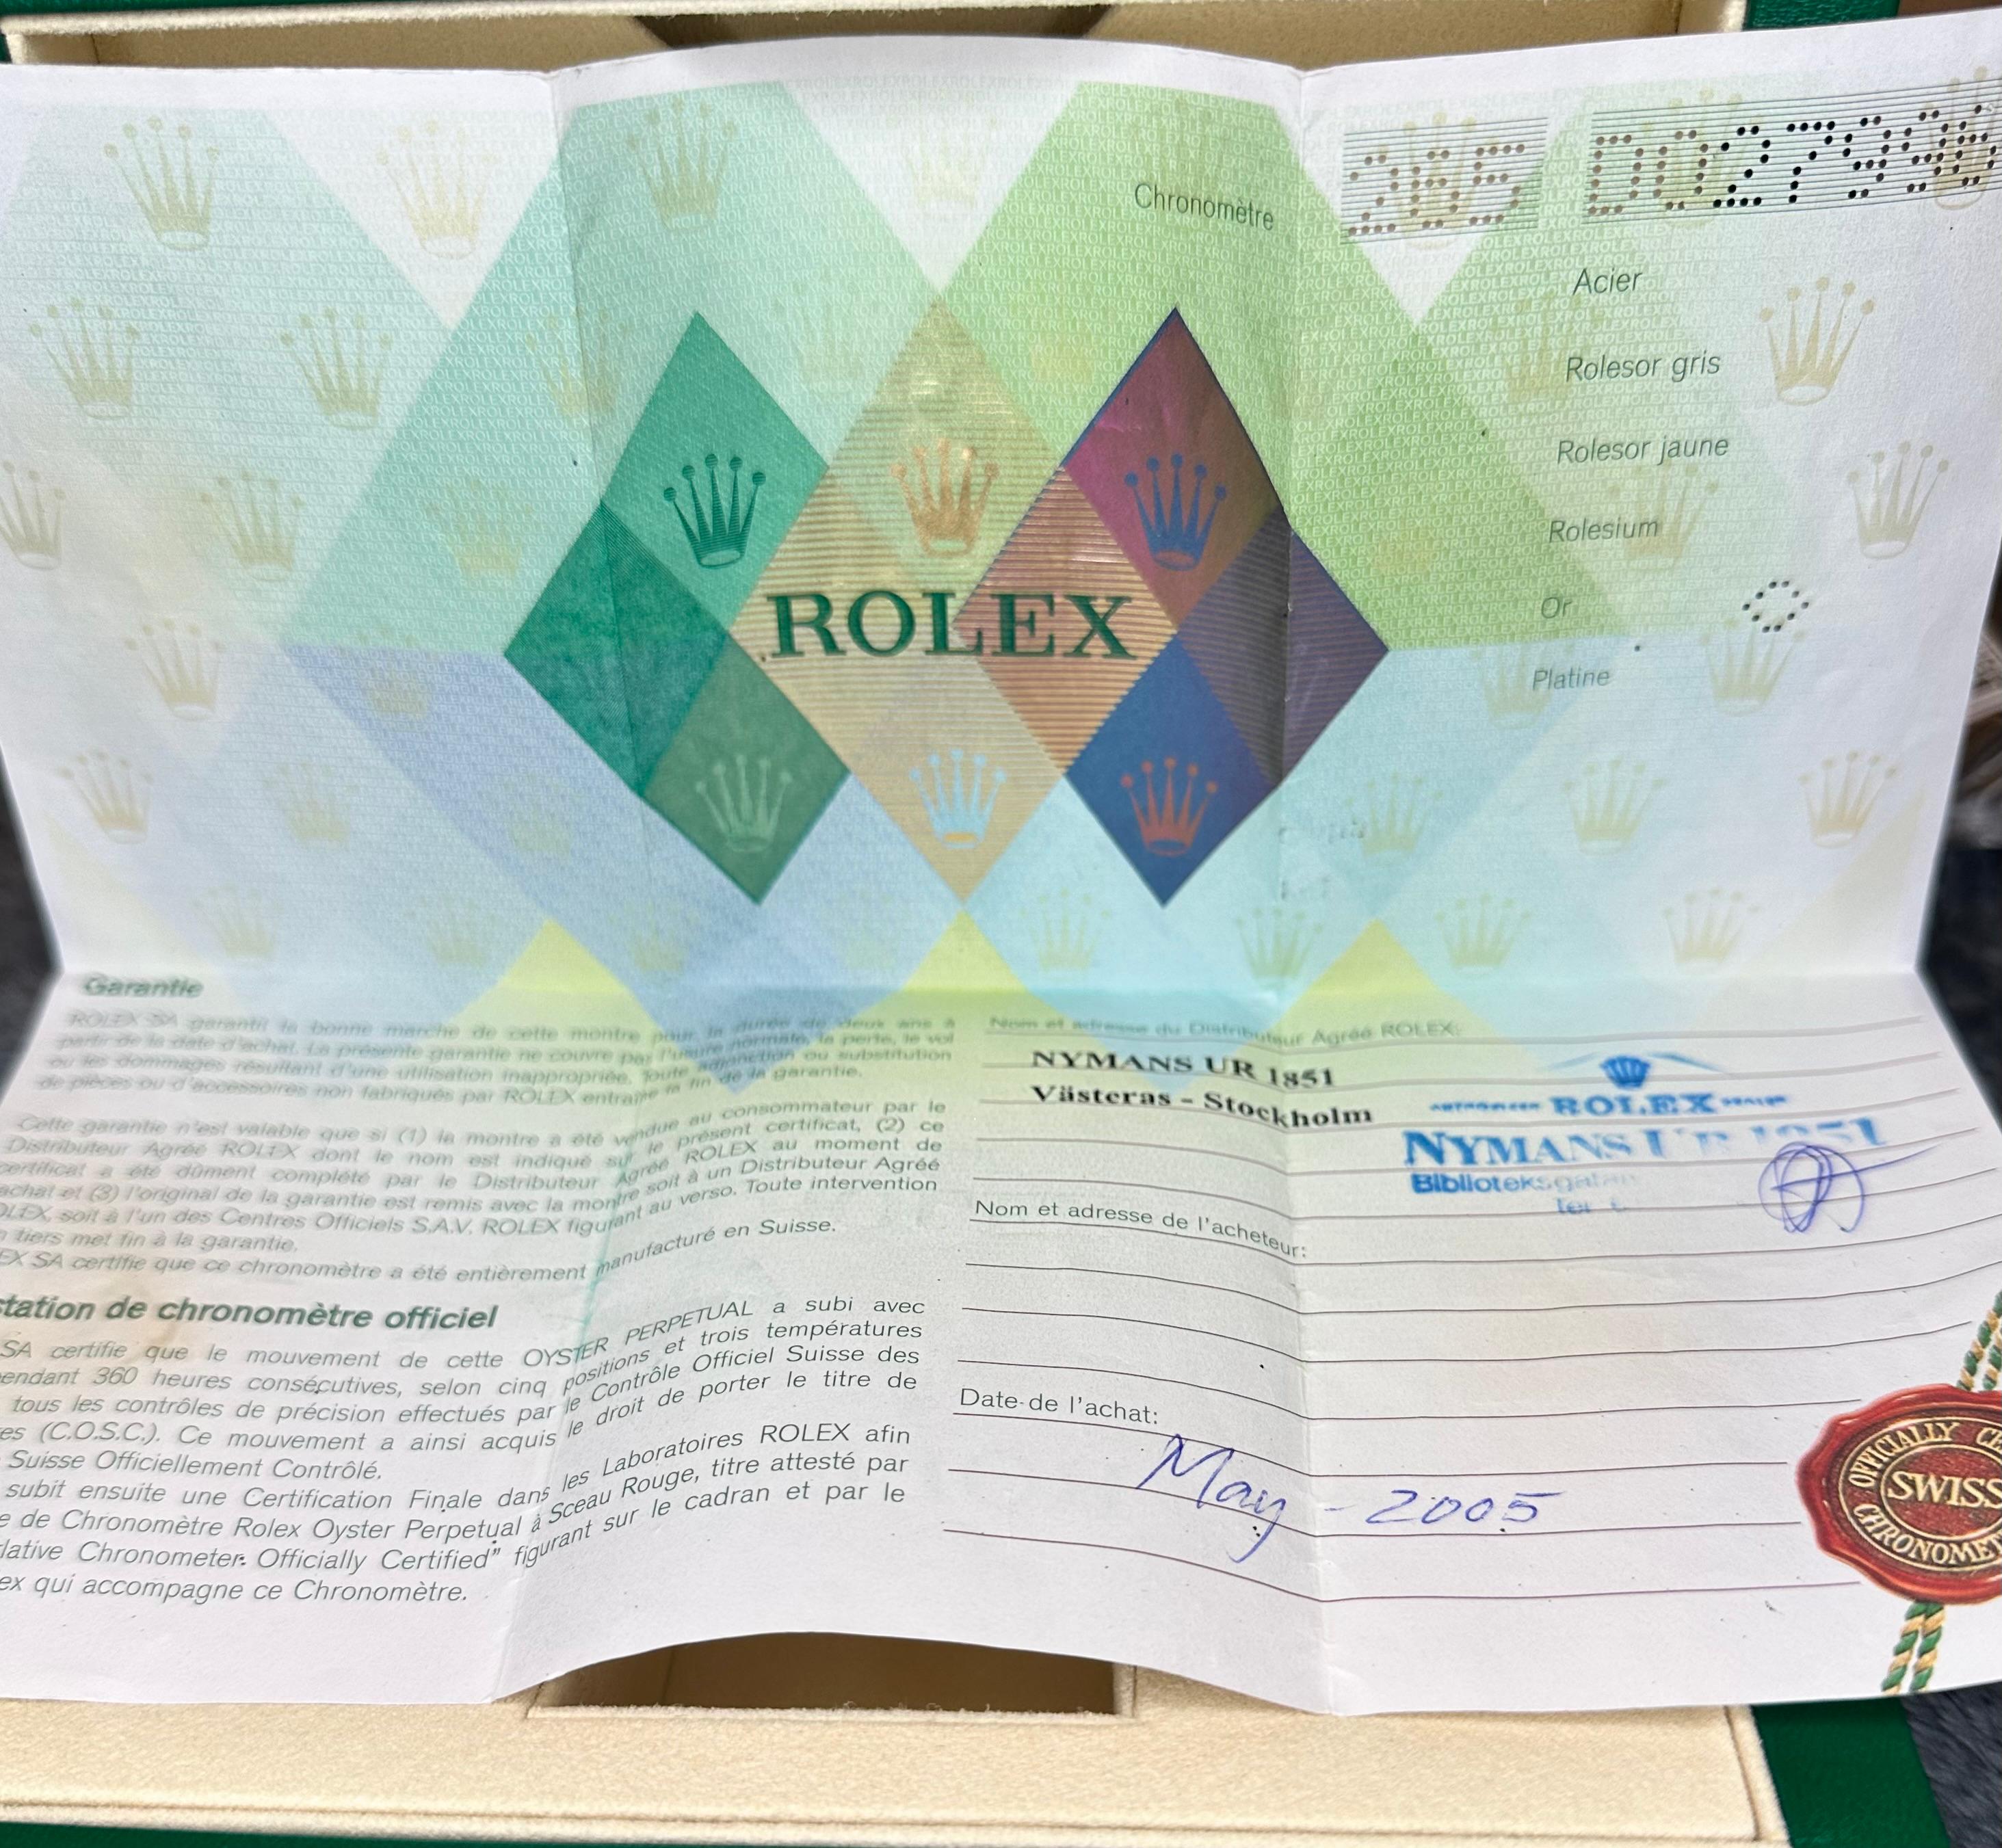 Chronomètre
Acier
Rolesor gris
Rolesor jaune
Rolesium
Or
Platine
ROLEX
Garantie
ROLEX SA garantit la bonne marche de cette montre pour la durée de deux ans à
partir de la date d'achat. La présente garantie ne couvre pas l'usure normale, la perte, le vol
ou les dommages résultant d'une utilisation inappropriée. Toute adjonction ou substitution
de pièces ou d'accessoires non fabriqués par ROLEX entraîne la fin de la garantie.
Cette garantie n'est valable que si (1) la montre a été vendue au consommateur par le
Distributeur Agréé ROLEX dont le nom est indiqué sur le présent certificat, (2) ce
certificat a été dûment complété par le Distributeur Agréé ROLEX au moment de
achat et (3) l'original de la garantie est remis avec la montre soit à un Distributeur Agréé
OLEX, soit à l'un des Centres Officiels S.A.V. ROLEX figurant au verso. Toute intervention
n tiers met fin à la garantie.
EX SA certifie que ce chronomètre a été entièrement manufacturé en Suisse.
station de chronomètre officiel
SA certifie que le mouvement de cette OYSTER PERPETUAL a subi avec
pendant 360 heures consécutives, selon cinq positions et trois températures
tous les contrôles de précision effectués par le Contrôle Officiel Suisse des
es (C.O.S.C.). Ce mouvement a ainsi acquis le droit de porter le titre de
Suisse Officiellement Contrôlé.
subit ensuite une Certification Finale dans les Laboratoires ROLEX afin
e de Chronomètre Rolex Oyster Perpetual à Sceau Rouge, titre attesté par
lative Chronometer Officially Certified" figurant sur le cadran et par le
ex qui accompagne ce Chronomètre.
Nom et adresse du Distributeur Agréé ROLEX:
NYMANS UR 1851
Västeras - Stockholm
ROLEX
NYMANS UR 1851
Nom et adresse de l'acheteur:
Date de l'achat:
May - 2005
OFFICIALLY CE
SWISS
CHRONOME